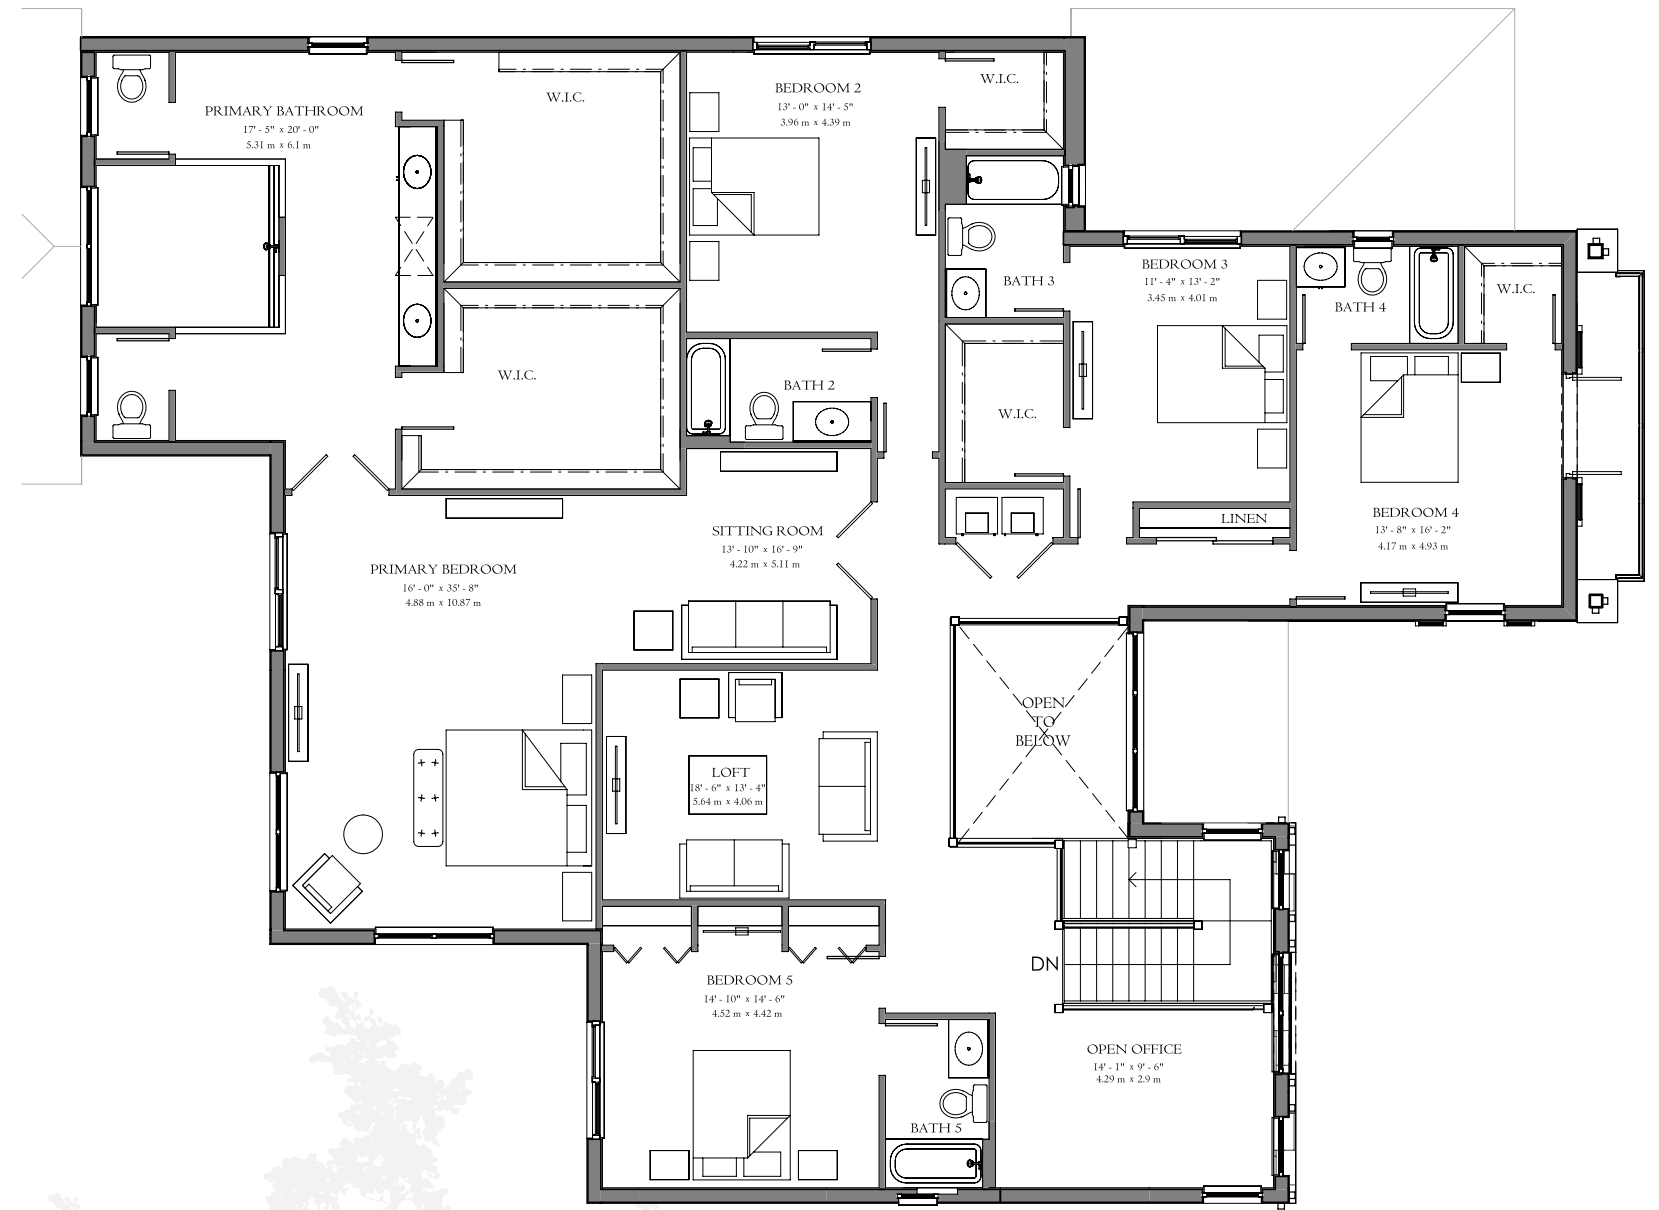 W.I.C.
BEDROOM 2
13' - 0" x 14' - 5"
3.96 m x 4.39 m
W.I.C.
PRIMARY BATHROOM
17' - 5" x 20' - 0"
5.31 m x 6.1 m
BATH 3
BEDROOM 3
11' - 4" x 13' - 2"
3.45 m x 4.01 m
BATH 4
W.I.C.
W.I.C.
BATH 2
W.I.C.
SITTING ROOM
13' - 10" x 16' - 9"
4.22 m x 5.11 m
LINEN
BEDROOM 4
13' - 8" x 16' - 2"
4.17 m x 4.93 m
PRIMARY BEDROOM
16' - 0" x 35' - 8"
4.88 m x 10.87 m
OPEN
TO
BELOW
LOFT
18' - 6" x 13' - 4"
5.64 m x 4.06 m
DN
BEDROOM 5
14' - 10" x 14' - 6"
4.52 m x 4.42 m
OPEN OFFICE
14' - 1" x 9' - 6"
4.29 m x 2.9 m
BATH 5